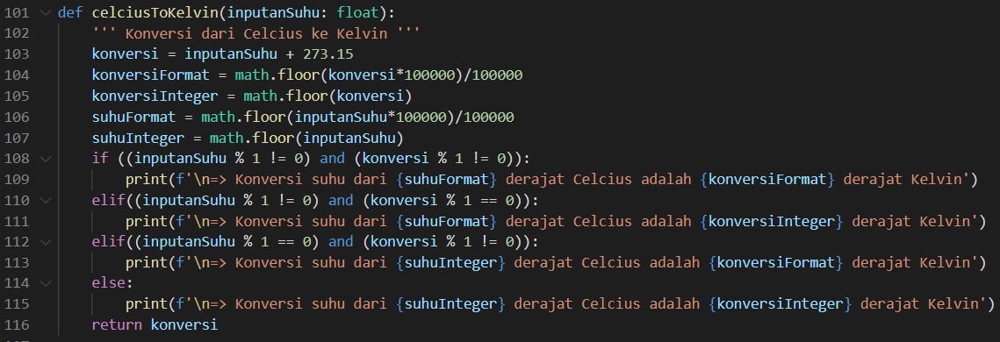 101 def celciusToKelvin(inputanSuhu: float):
102     ''' Konversi dari Celcius ke Kelvin '''
103     konversi = inputanSuhu + 273.15
104     konversiFormat = math.floor(konversi*100000)/100000
105     konversiInteger = math.floor(konversi)
106     suhuFormat = math.floor(inputanSuhu*100000)/100000
107     suhuInteger = math.floor(inputanSuhu)
108     if ((inputanSuhu % 1 != 0) and (konversi % 1 != 0)):
109         print(f'\n=> Konversi suhu dari {suhuFormat} derajat Celcius adalah {konversiFormat} derajat Kelvin')
110     elif((inputanSuhu % 1 != 0) and (konversi % 1 == 0)):
111         print(f'\n=> Konversi suhu dari {suhuFormat} derajat Celcius adalah {konversiInteger} derajat Kelvin')
112     elif((inputanSuhu % 1 == 0) and (konversi % 1 != 0)):
113         print(f'\n=> Konversi suhu dari {suhuInteger} derajat Celcius adalah {konversiFormat} derajat Kelvin')
114     else:
115         print(f'\n=> Konversi suhu dari {suhuInteger} derajat Celcius adalah {konversiInteger} derajat Kelvin')
116     return konversi